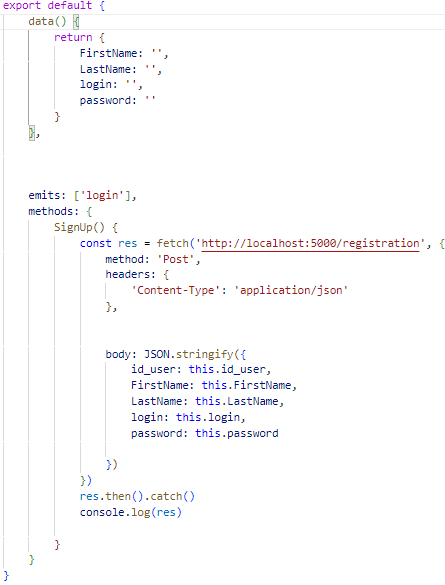 export default {
    data() {
        return {
            FirstName: '',
            LastName: '',
            login: '',
            password: ''
        }
    },
    emits: ['login'],
    methods: {
        SignUp() {
            const res = fetch('http://localhost:5000/registration', {
                method: 'Post',
                headers: {
                    'Content-Type': 'application/json'
                },
                body: JSON.stringify({
                    id_user: this.id_user,
                    FirstName: this.FirstName,
                    LastName: this.LastName,
                    login: this.login,
                    password: this.password
                })
            })
            res.then().catch()
            console.log(res)
        }
    }
}